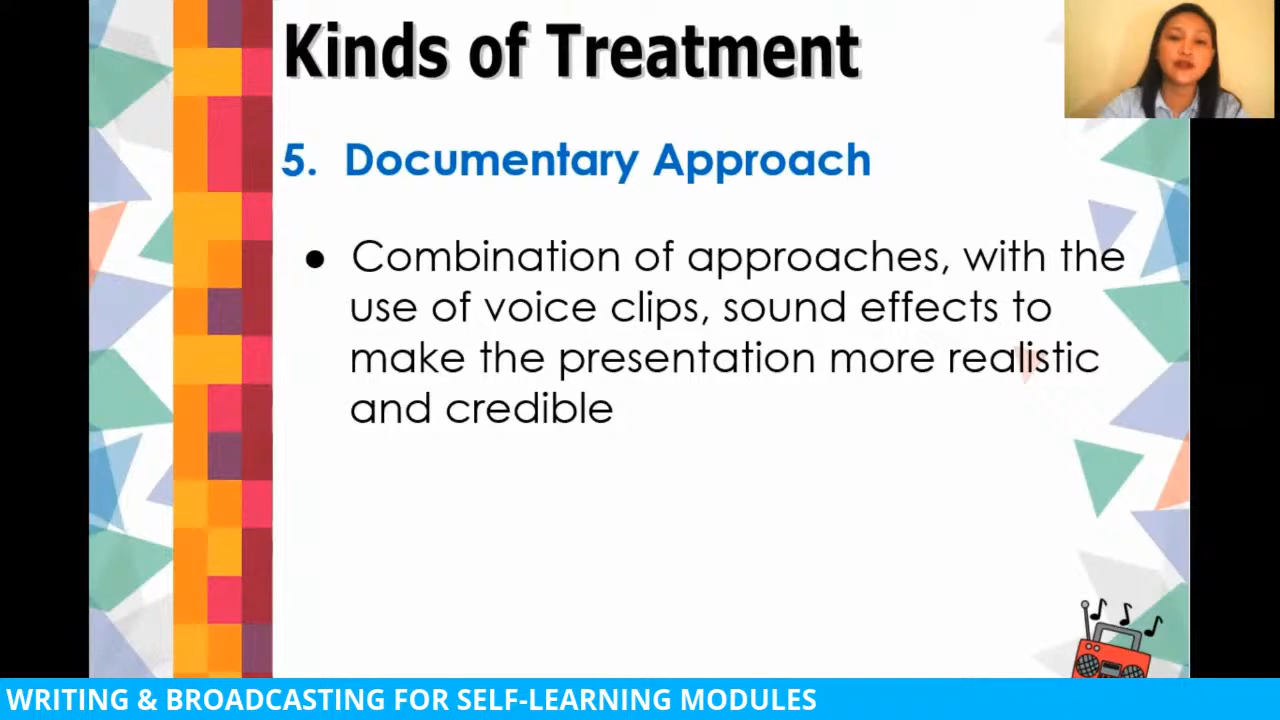 Kinds of Treatment
5. Documentary Approach
● Combination of approaches, with the
use of voice clips, sound effects to
make the presentation more realistic
and credible
WRITING & BROADCASTING FOR SELF-LEARNING MODULES